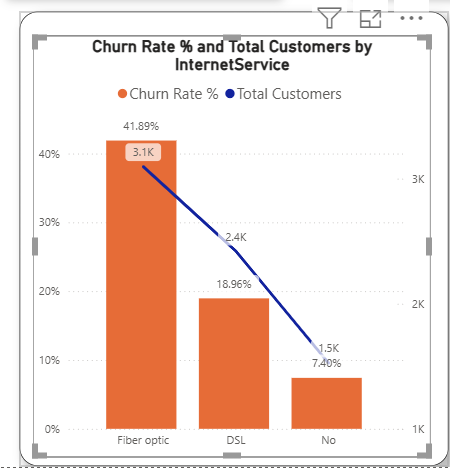 Churn Rate % and Total Customers by
InternetService
Churn Rate % Total Customers
41.89%
40%
3.1K
3K
30%
2.4K
20%
18.96%
2K
1.5K
10%
7.40%
0%
1K
Fiber optic DSL No